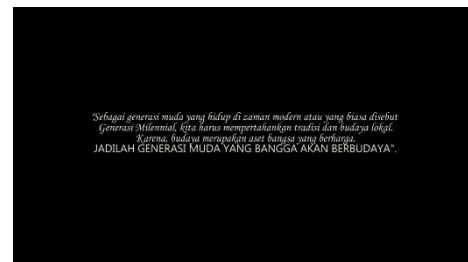 "Sebagai generasi muda yang hidup di zaman modern atau yang biasa disebut
Generasi Milennial, kita harus mempertahankan tradisi dan budaya lokal.
Karena, budaya merupakan aset bangsa yang berharga.
JADILAH GENERASI MUDA YANG BANGGA AKAN BERBUDAYA".